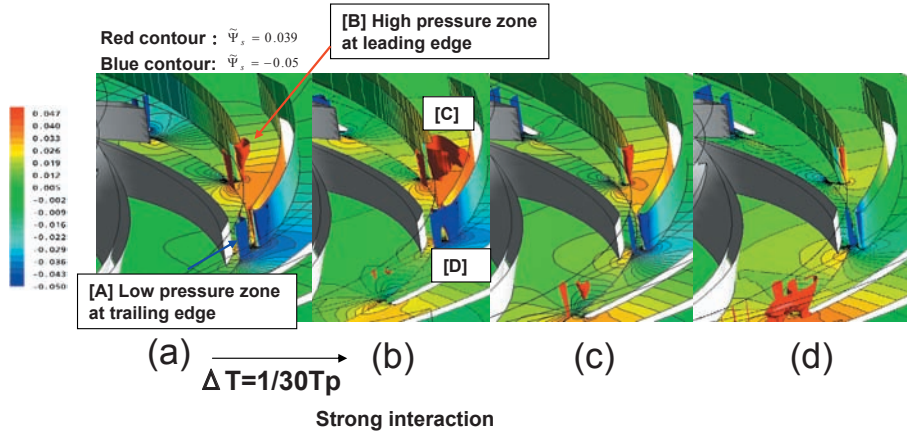 Red contour : Ψ̃ s = 0.039
Blue contour: Ψ̃ s = −0.05
[B] High pressure zone
at leading edge
0.047
0.040
0.033
0.026
0.019
0.012
0.005
-0.002
-0.009
-0.016
-0.022
-0.029
-0.036
-0.043
-0.050
[C]
[D]
[A] Low pressure zone
at trailing edge
(a)
(b)
(c)
(d)
Δ T=1/30Tp
Strong interaction